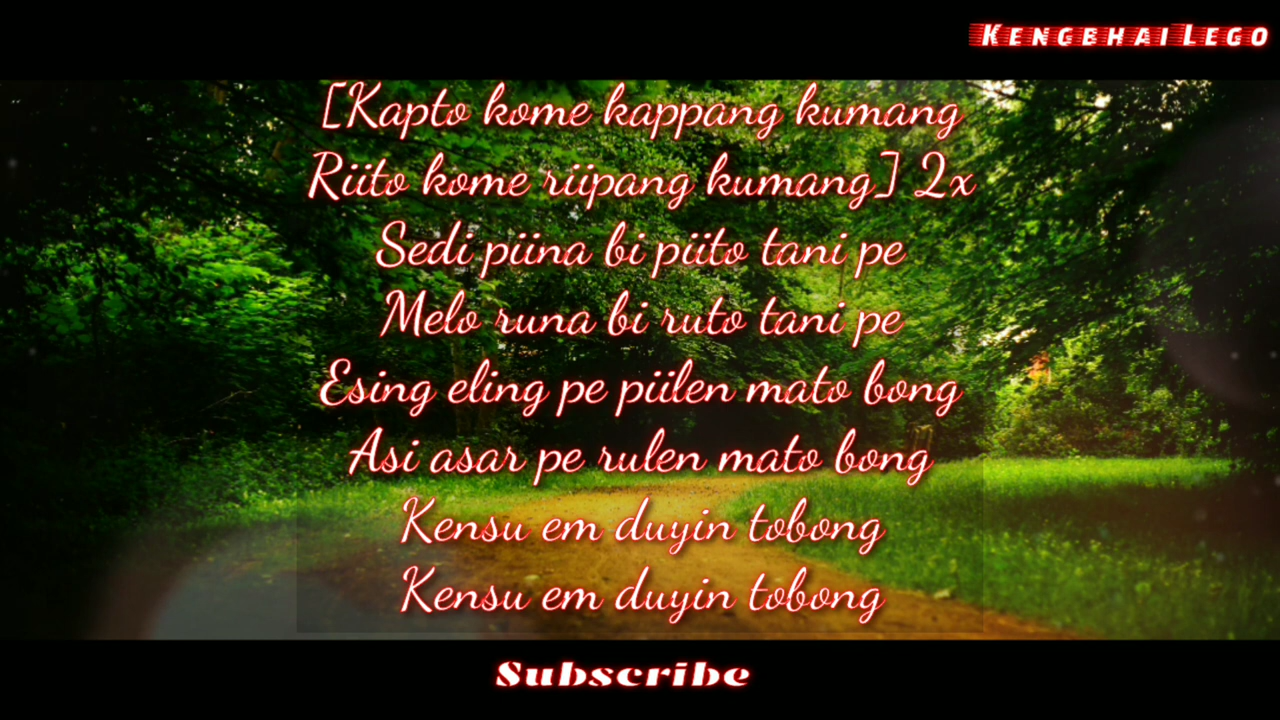 Kengbhai Lego
[Kapto kome kappang kumang
Riito kome riipang kumang] 2x
Sedi piina bi piito tani pe
Melo runa bi ruto tani pe
Esing eling pe piilen mato bong
Asi asar pe rulen mato bong
Kensu em duyin tobong
Kensu em duyin tobong
Subscribe